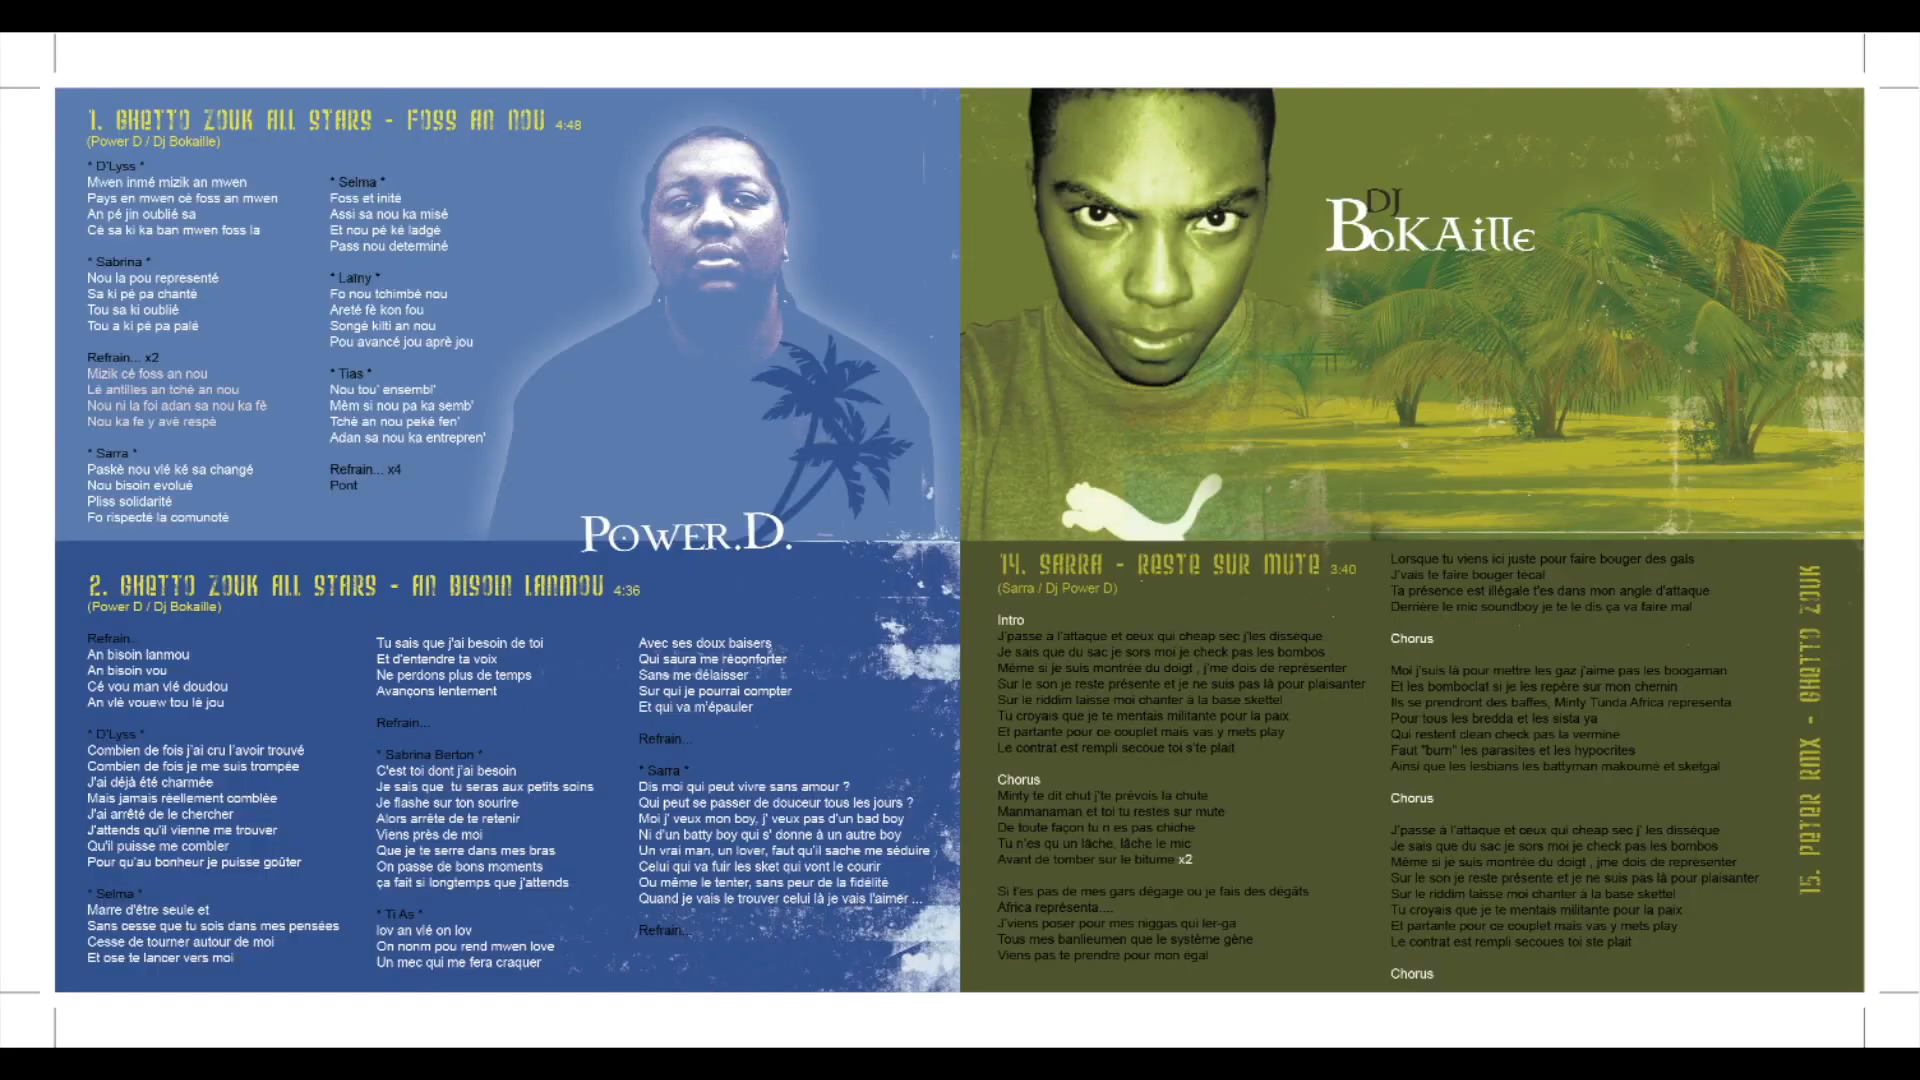 1. GHETTO ZOUK ALL STARS - FOSS AN NOU 4:48
(Power D / Dj Bokaille)
* D'Lyss *
Mwen inmé mizik an mwen
Pays en mwen cé foss an mwen
An pé jin oublié sa
Cé sa ki ka ban mwen foss la
* Sabrina *
Nou la pou representé
Sa ki pé pa chanté
Tou sa ki oublié
Tou a ki pé pa palé
Refrain... x2
Mizik cé foss an nou
Lé antilles an tché an nou
Nou ni la foi adan sa nou ka fè
Nou ka fe y avé respé
* Sarra *
Paské nou vlé ké sa changé
Nou bisoin evolué
Pliss solidarité
Fo rispecté la comunoté
* Selma *
Foss et inité
Assi sa nou ka misé
Et nou pé ké ladgé
Pass nou determiné
* Laïny *
Fo nou tchimbé nou
Areté fè kon fou
Songé kilti an nou
Pou avancé jou aprè jou
* Tias *
Nou tou' ensembl'
Mèm si nou pa ka semb'
Tché an nou peké fen'
Adan sa nou ka entrepren'
Refrain... x4
Pont
POWER.D.
2. GHETTO ZOUK ALL STARS - AN BISOIN LANMOU 4:36
(Power D / Dj Bokaille)
Refrain...
An bisoin lanmou
An bisoin vou
Cé vou man vlé doudou
An vlé vouew tou lé jou
* D'Lyss *
Combien de fois j'ai cru l'avoir trouvé
Combien de fois je me suis trompée
J'ai déjà été charmée
Mais jamais réellement comblée
J'ai arrêté de le chercher
J'attends qu'il vienne me trouver
Qu'il puisse me combler
Pour qu'au bonheur je puisse goûter
* Selma *
Marre d'être seule et
Sans cesse que tu sois dans mes pensées
Cesse de tourner autour de moi
Et ose te lancer vers moi
Tu sais que j'ai besoin de toi
Et d'entendre ta voix
Ne perdons plus de temps
Avançons lentement
Refrain...
* Sabrina Berton *
C'est toi dont j'ai besoin
Je sais que tu seras aux petits soins
Je flashe sur ton sourire
Alors arrête de te retenir
Viens près de moi
Que je te serre dans mes bras
On passe de bons moments
ça fait si longtemps que j'attends
* Ti As *
lov an vlé on lov
On nonm pou rend mwen love
Un mec qui me fera craquer
Avec ses doux baisers
Qui saura me réconforter
Sans me délaisser
Sur qui je pourrai compter
Et qui va m'épauler
Refrain...
* Sarra *
Dis moi qui peut vivre sans amour ?
Qui peut se passer de douceur tous les jours ?
Moi j' veux mon boy, j' veux pas d'un bad boy
Ni d'un batty boy qui s' donne à un autre boy
Un vrai man, un lover, faut qu'il sache me séduire
Celui qui va fuir les sket qui vont le courir
Ou même le tenter, sans peur de la fidélité
Quand je vais le trouver celui là je vais l'aimer ...
Refrain...
DJ
BOKAILLE
14. SARRA - RESTE SUR MUTE 3:40
(Sarra / Dj Power D)
Intro
J'passe à l'attaque et ceux qui cheap sec j'les dissèque
Je sais que du sac je sors moi je check pas les bombos
Même si je suis montrée du doigt , j'me dois de représenter
Sur le son je reste présente et je ne suis pas là pour plaisanter
Sur le riddim laisse moi chanter à la base skettel
Tu croyais que je te mentais militante pour la paix
Et partante pour ce couplet mais vas y mets play
Le contrat est rempli secoue toi s'te plait
Chorus
Minty te dit chut j'te prévois la chute
Manmanaman et toi tu restes sur mute
De toute façon tu n es pas chiche
Tu n'es qu un lâche, lâche le mic
Avant de tomber sur le bitume x2
Si t'es pas de mes gars dégage ou je fais des dégâts
Africa représenta....
J'viens poser pour mes niggas qui ler-ga
Tous mes banlieumen que le système gène
Viens pas te prendre pour mon égal
Lorsque tu viens ici juste pour faire bouger des gals
J'vais te faire bouger fecal
Ta présence est illégale t'es dans mon angle d'attaque
Derrière le mic soundboy je te le dis ça va faire mal
Chorus
Moi j'suis là pour mettre les gaz j'aime pas les boogaman
Et les bomboclat si je les repère sur mon chemin
Ils se prendront des baffes, Minty Tunda Africa representa
Pour tous les bredda et les sista ya
Qui restent clean check pas la vermine
Faut "burn" les parasites et les hypocrites
Ainsi que les lesbians les battyman makoumé et sketgal
Chorus
J'passe à l'attaque et ceux qui cheap sec j' les dissèque
Je sais que du sac je sors moi je check pas les bombos
Même si je suis montrée du doigt , jme dois de représenter
Sur le son je reste présente et je ne suis pas là pour plaisanter
Sur le riddim laisse moi chanter à la base skettel
Tu croyais que je te mentais militante pour la paix
Et partante pour ce couplet mais vas y mets play
Le contrat est rempli secoues toi ste plait
Chorus
15. PETER RMX - GHETTO ZOUK